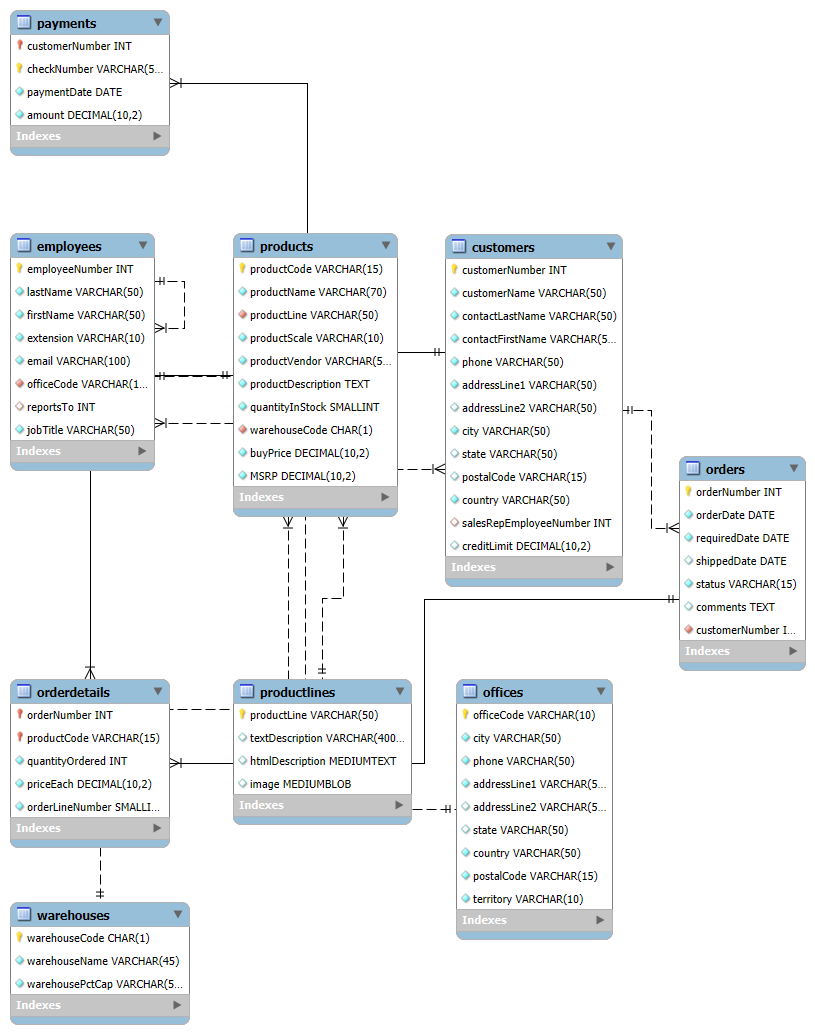 payments
customerNumber INT
checkNumber VARCHAR(5...
paymentDate DATE
amount DECIMAL(10,2)
Indexes
employees
employeeNumber INT
lastName VARCHAR(50)
firstName VARCHAR(50)
extension VARCHAR(10)
email VARCHAR(100)
officeCode VARCHAR(1...
reportsTo INT
jobTitle VARCHAR(50)
Indexes
products
productCode VARCHAR(15)
productName VARCHAR(70)
productLine VARCHAR(50)
productScale VARCHAR(10)
productVendor VARCHAR(5...
productDescription TEXT
quantityInStock SMALLINT
warehouseCode CHAR(1)
buyPrice DECIMAL(10,2)
MSRP DECIMAL(10,2)
Indexes
customers
customerNumber INT
customerName VARCHAR(50)
contactLastName VARCHAR(50)
contactFirstName VARCHAR(5...
phone VARCHAR(50)
addressLine1 VARCHAR(50)
addressLine2 VARCHAR(50)
city VARCHAR(50)
state VARCHAR(50)
postalCode VARCHAR(15)
country VARCHAR(50)
salesRepEmployeeNumber INT
creditLimit DECIMAL(10,2)
Indexes
orders
orderNumber INT
orderDate DATE
requiredDate DATE
shippedDate DATE
status VARCHAR(15)
comments TEXT
customerNumber I...
Indexes
orderdetails
orderNumber INT
productCode VARCHAR(15)
quantityOrdered INT
priceEach DECIMAL(10,2)
orderLineNumber SMALLI...
Indexes
productlines
productLine VARCHAR(50)
textDescription VARCHAR(400...
htmlDescription MEDIUMTEXT
image MEDIUMBLOB
Indexes
offices
officeCode VARCHAR(10)
city VARCHAR(50)
phone VARCHAR(50)
addressLine1 VARCHAR(5...
addressLine2 VARCHAR(5...
state VARCHAR(50)
country VARCHAR(50)
postalCode VARCHAR(15)
territory VARCHAR(10)
Indexes
warehouses
warehouseCode CHAR(1)
warehouseName VARCHAR(45)
warehousePctCap VARCHAR(5...
Indexes